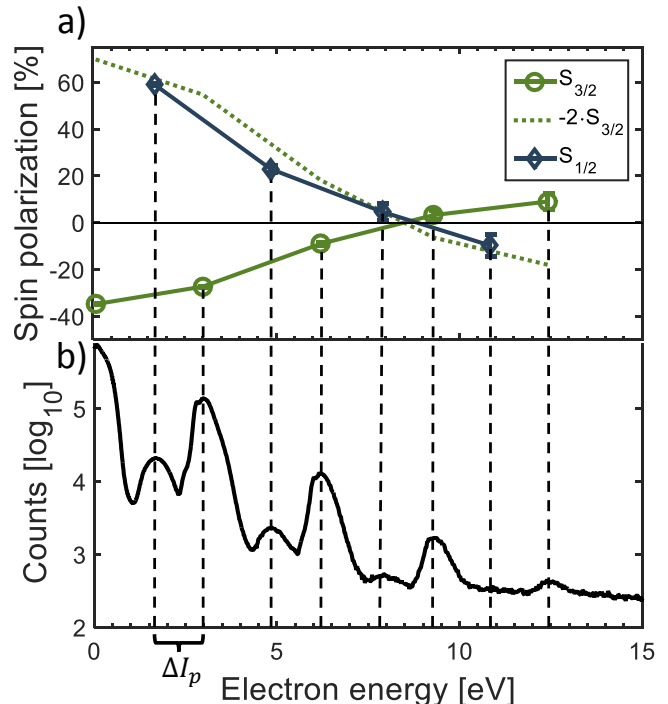 a)
Spin polarization [%]
60
40
20
0
-20
-40
S3/2
-2·S3/2
S1/2
b)
Counts [log10]
5
4
3
2
0
5
10
15
ΔIp
Electron energy [eV]